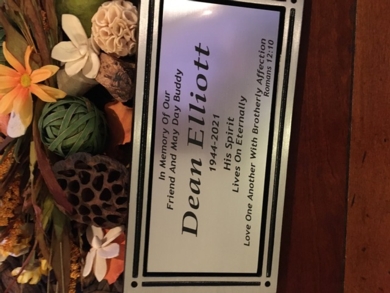 In Memory Of Our
Friend And May Day Buddy
Dean Elliott
1944-2021
His Spirit
Lives On Eternally
Love One Another With Brotherly Affection
Romans 12:10